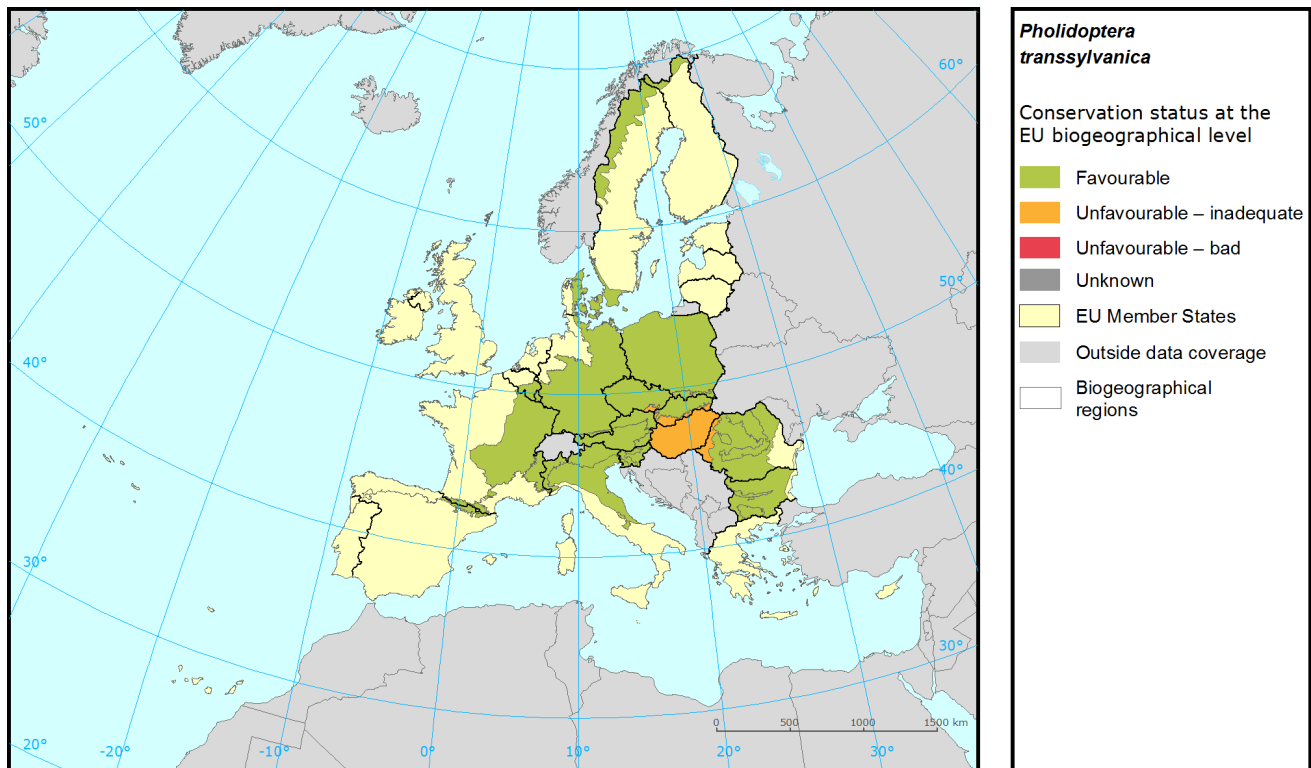 Pholidoptera
transsylvanica
Conservation status at the
EU biogeographical level
Favourable
Unfavourable – inadequate
Unfavourable – bad
Unknown
EU Member States
Outside data coverage
Biogeographical
regions
60°
50°
50°
40°
40°
30°
30°
20°
-20°
-10°
0°
10°
20°
30°
0 500 1000 1500 km